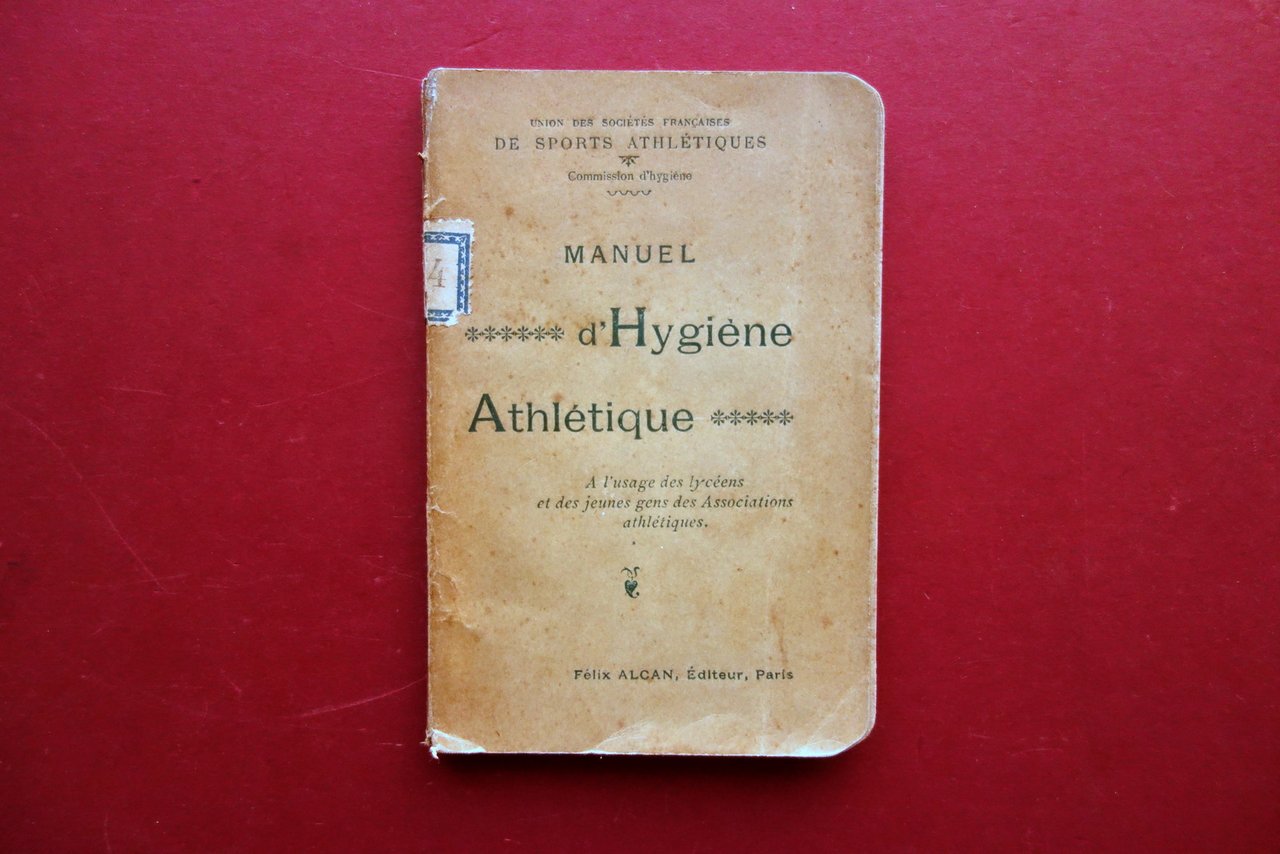 UNION DES SOCIÉTÉS FRANÇAISES
DE SPORTS ATHLÉTIQUES
Commission d'hygiène
4
MANUEL
d'Hygiène
Athlétique
A l'usage des lycéens
et des jeunes gens des Associations
athlétiques.
Félix ALCAN, Éditeur, Paris